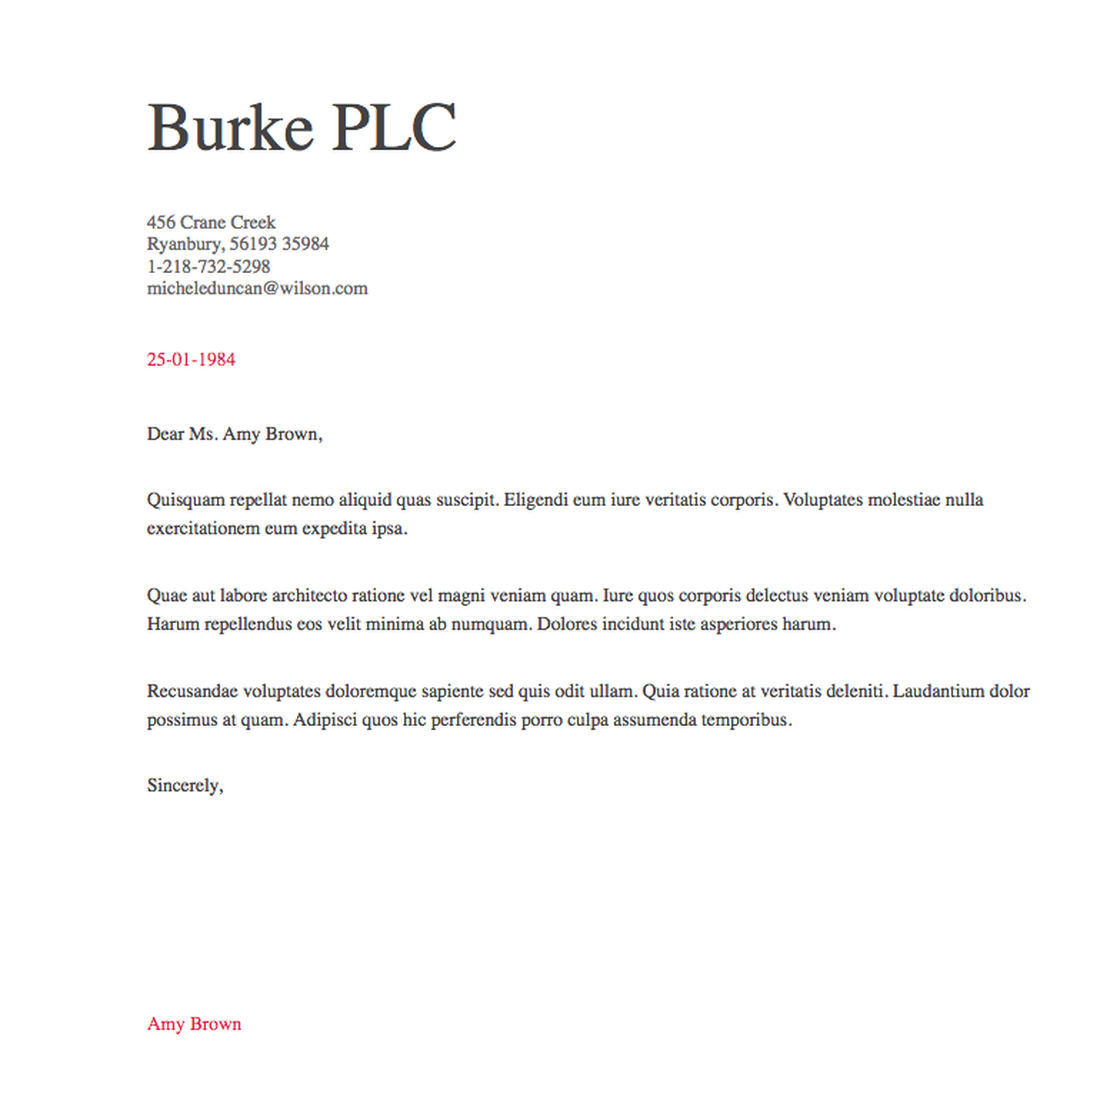 Burke PLC
456 Crane Creek
Ryanbury, 56193 35984
1-218-732-5298
micheleduncan@wilson.com
25-01-1984
Dear Ms. Amy Brown,
Quisquam repellat nemo aliquid quas suscipit. Eligendi eum iure veritatis corporis. Voluptates molestiae nulla
exercitationem eum expedita ipsa.
Quae aut labore architecto ratione vel magni veniam quam. Iure quos corporis delectus veniam voluptate doloribus.
Harum repellendus eos velit minima ab numquam. Dolores incidunt iste asperiores harum.
Recusandae voluptates doloremque sapiente sed quis odit ullam. Quia ratione at veritatis deleniti. Laudantium dolor
possimus at quam. Adipisci quos hic perferendis porro culpa assumenda temporibus.
Sincerely,
Amy Brown